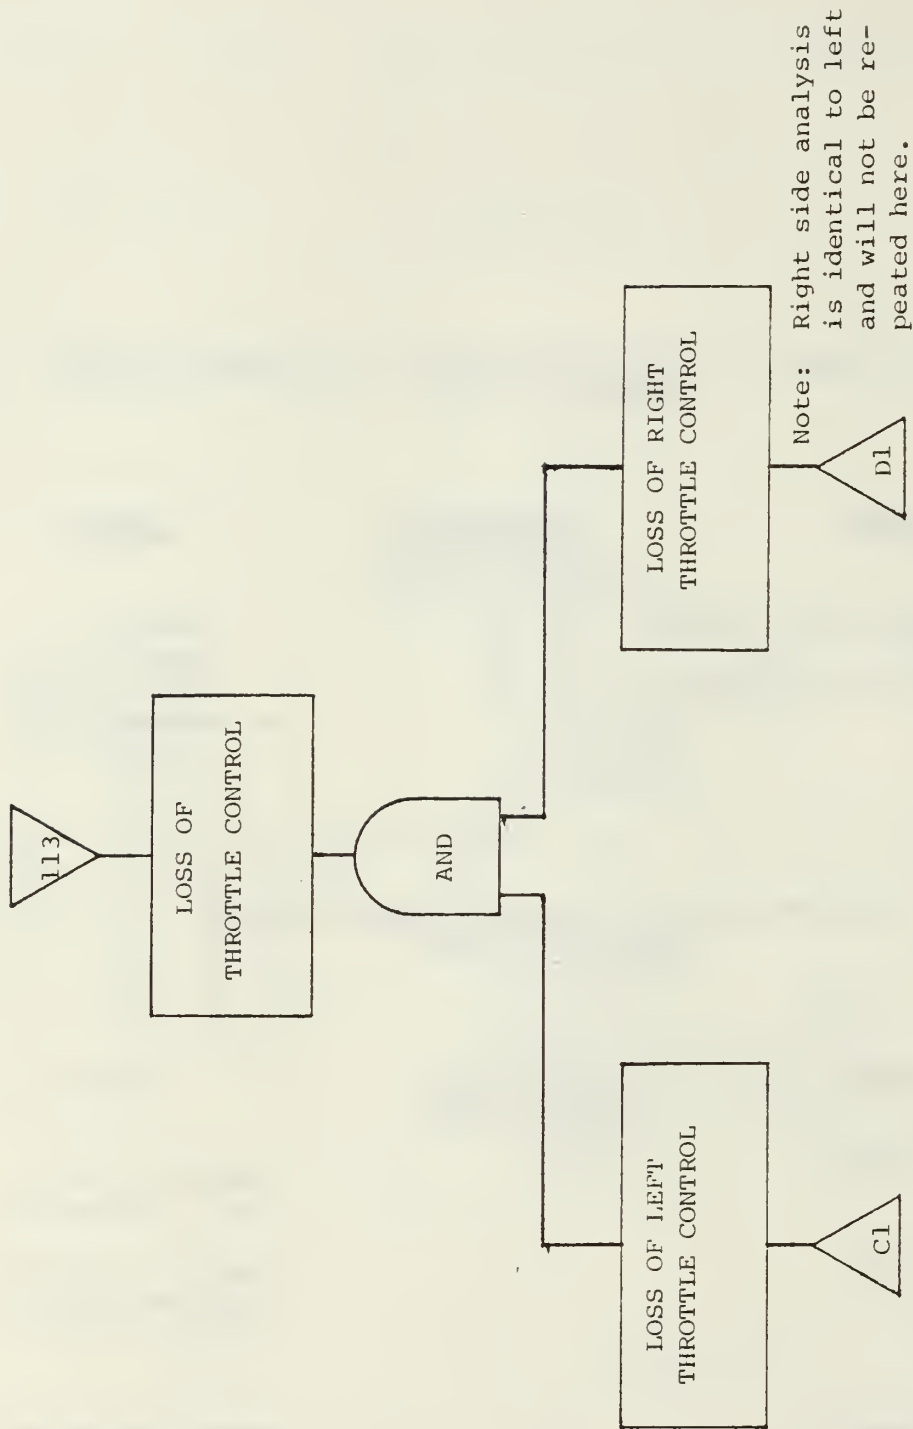 113
LOSS OF
THROTTLE CONTROL
AND
LOSS OF LEFT
THROTTLE CONTROL
LOSS OF RIGHT
THROTTLE CONTROL
C1
D1
Note: Right side analysis
is identical to left
and will not be re-
peated here.